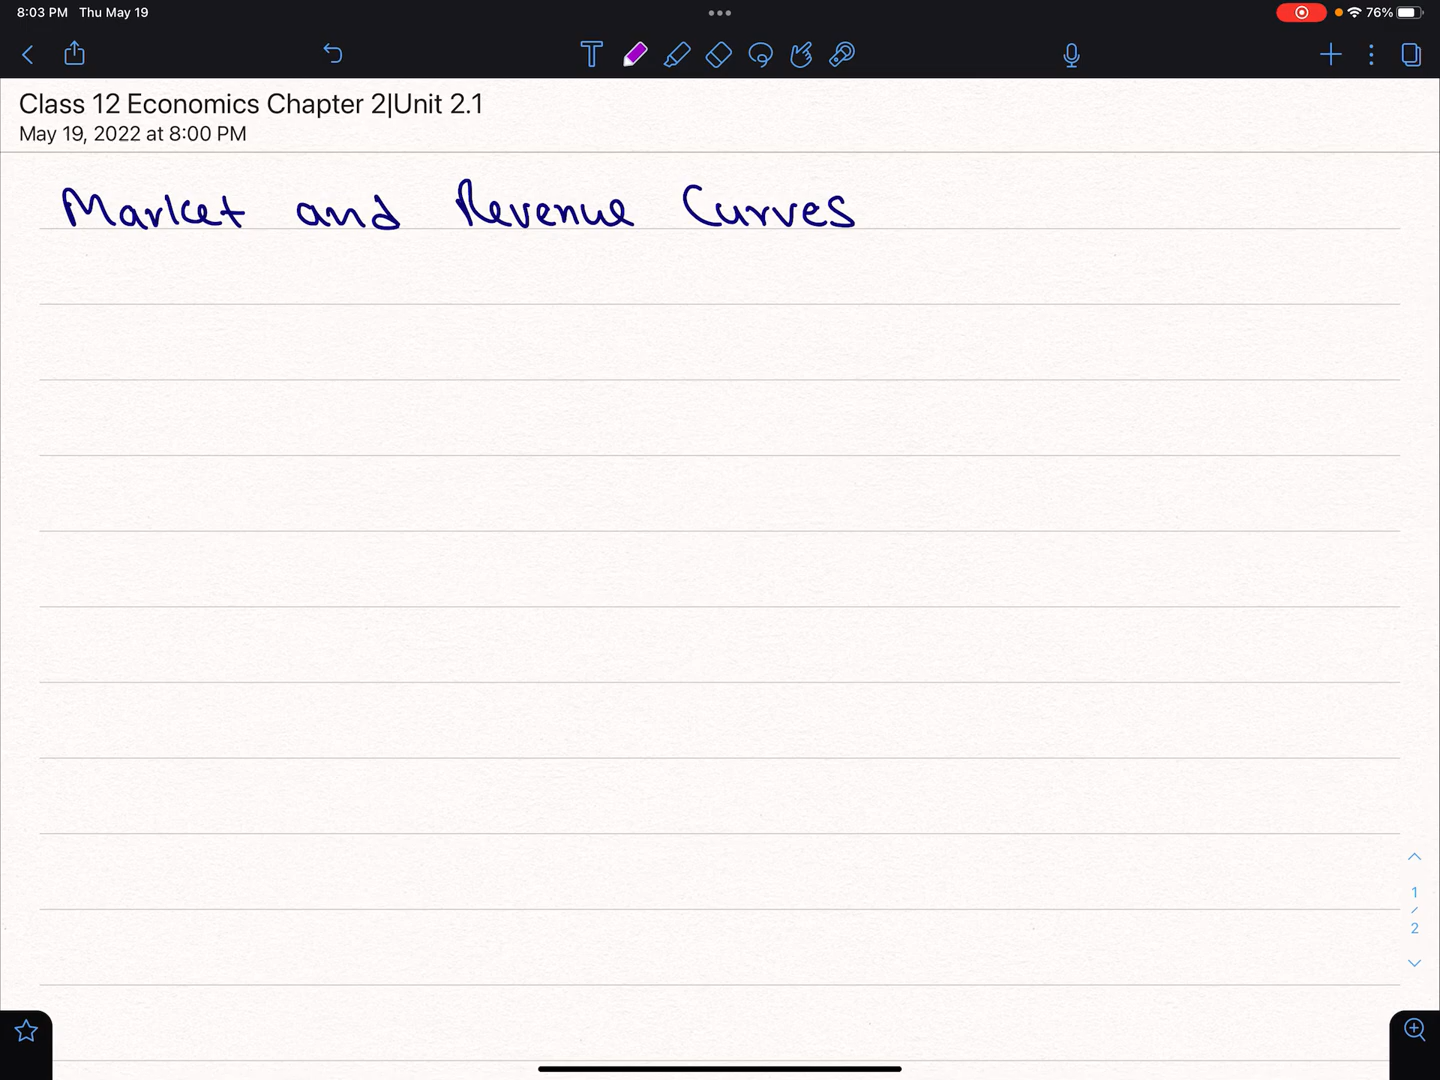 8:03 PM Thu May 19
76%
Class 12 Economics Chapter 2|Unit 2.1
May 19, 2022 at 8:00 PM
Market and Revenue Curves
1
/
2